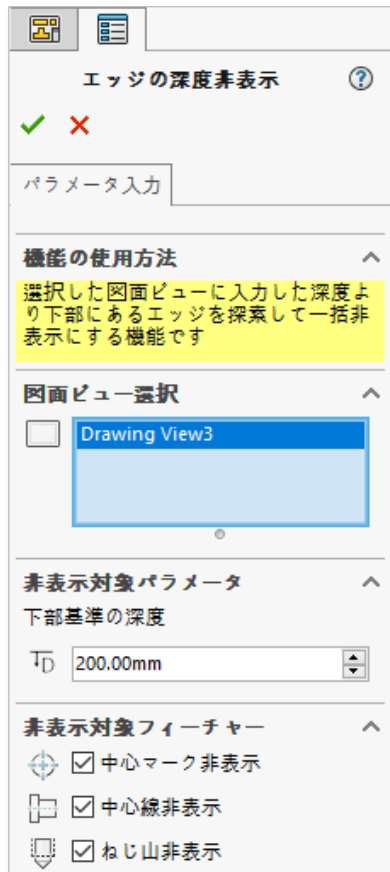 エッジの深度非表示
パラメータ入力
機能の使用方法
選択した図面ビューに入力した深度よ
り下部にあるエッジを探索して一括非
表示にする機能です
図面ビュー選択
Drawing View3
非表示対象パラメータ
下部基準の深度
200.00mm
非表示対象フィーチャー
中心マーク非表示
中心線非表示
ねじ山非表示